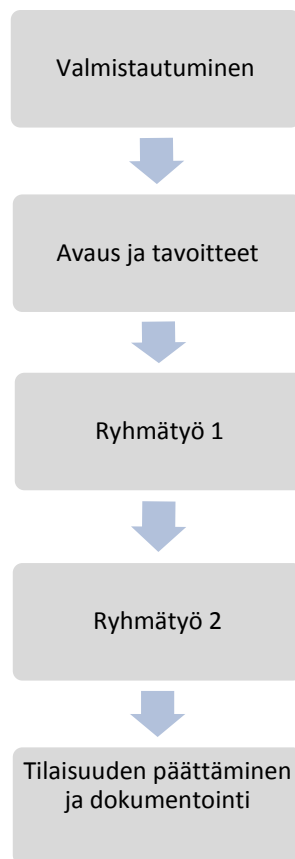 Valmistautuminen
Avaus ja tavoitteet
Ryhmätyö 1
Ryhmätyö 2
Tilaisuuden päättäminen
ja dokumentointi